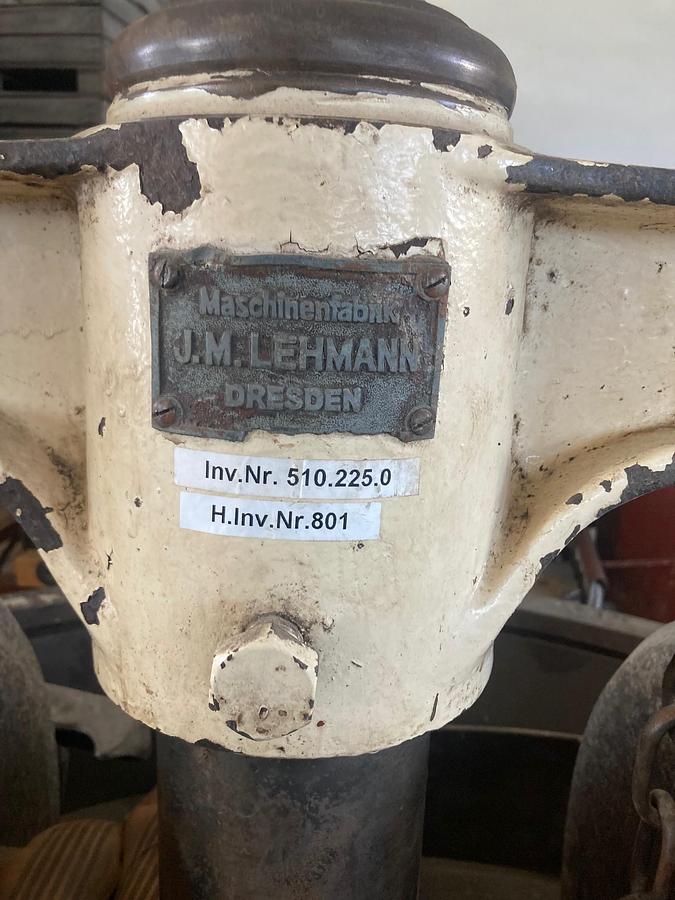 Maschinenfabrik
J.M. LEHMANN
DRESDEN
Inv.Nr. 510.225.0
H.Inv.Nr.801